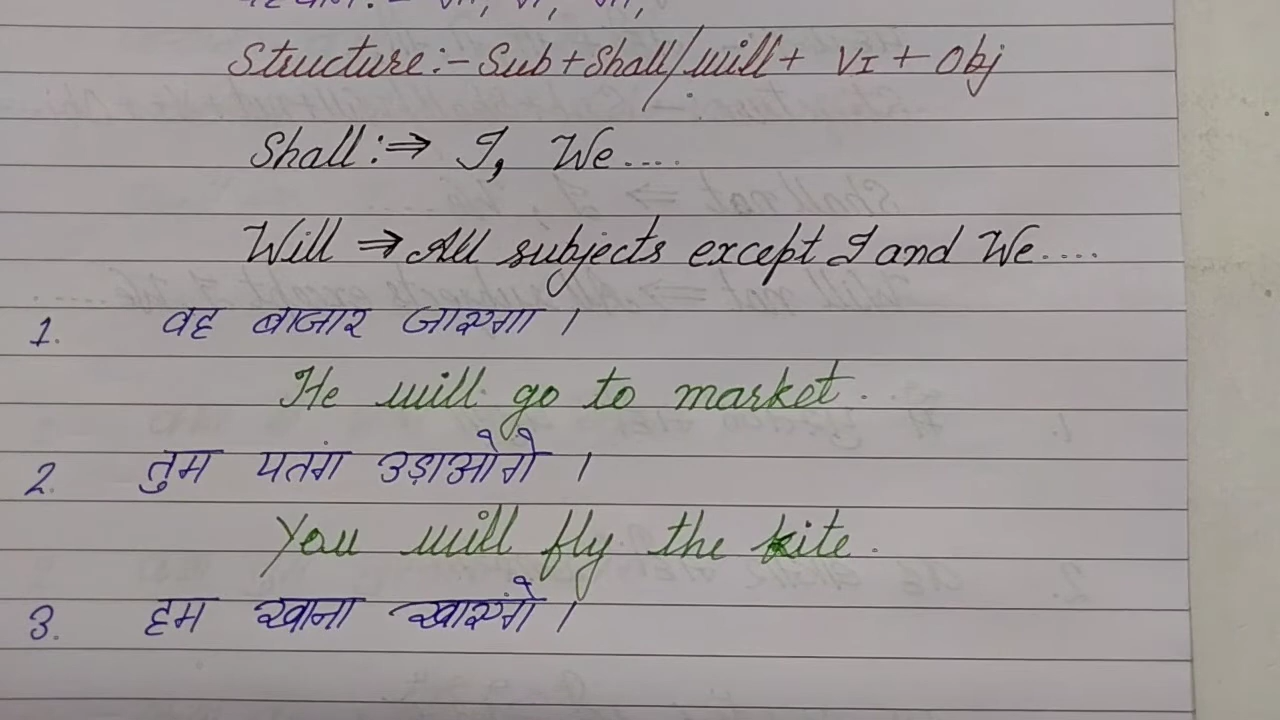 Structure:- Sub + Shall/will + VI + Obj
Shall:⇒ I, We....
Will ⇒ All subjects except I and We....
1. वह बाजार जाएगा ।
He will go to market.
2. तुम पतंग उड़ाओगे ।
You will fly the kite.
3. हम खाना खाएंगे ।